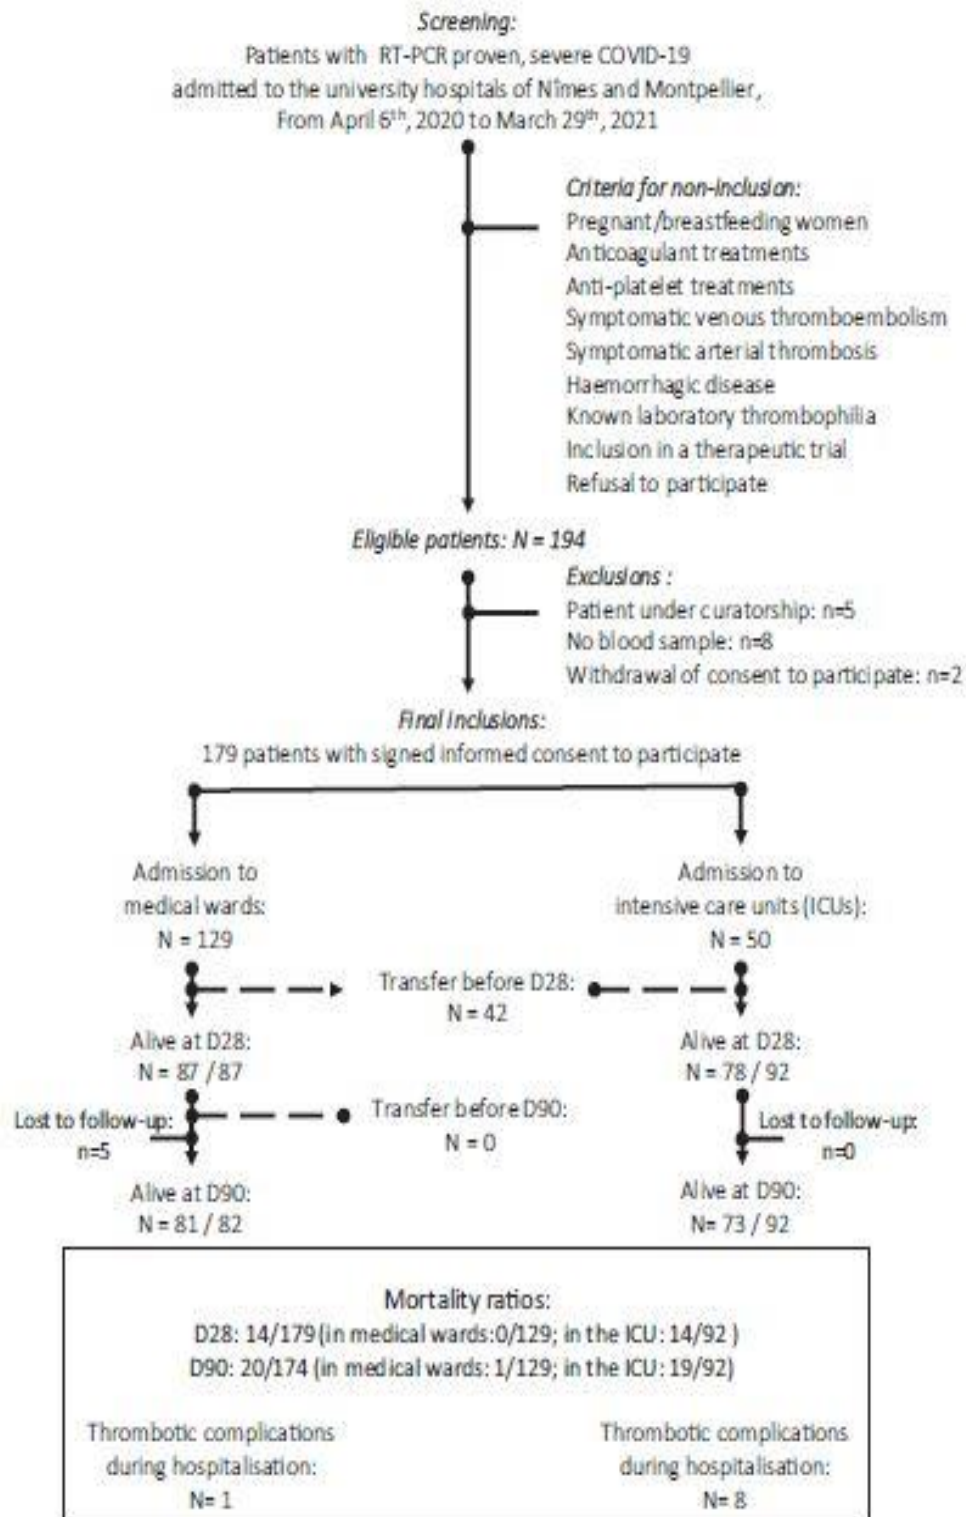 Screening:
Patients with RT-PCR proven, severe COVID-19
admitted to the university hospitals of Nîmes and Montpellier,
From April 6th, 2020 to March 29th, 2021
Criteria for non-inclusion:
Pregnant/breastfeeding women
Anticoagulant treatments
Anti-platelet treatments
Symptomatic venous thromboembolism
Symptomatic arterial thrombosis
Haemorrhagic disease
Known laboratory thrombophilia
Inclusion in a therapeutic trial
Refusal to participate
Eligible patients: N = 194
Exclusions :
Patient under curatorship: n=5
No blood sample: n=8
Withdrawal of consent to participate: n=2
Final Inclusions:
179 patients with signed informed consent to participate
Admission to
medical wards:
N = 129
Admission to
intensive care units (ICUs):
N = 50
Transfer before D28:
N = 42
Alive at D28:
N = 87 / 87
Alive at D28:
N = 78 / 92
Lost to follow-up:
n=5
Transfer before D90:
N = 0
Lost to follow-up:
n=0
Alive at D90:
N = 81 / 82
Alive at D90:
N= 73 / 92
Mortality ratios:
D28: 14/179 (in medical wards:0/129; in the ICU: 14/92 )
D90: 20/174 (in medical wards: 1/129; in the ICU: 19/92)
Thrombotic complications
during hospitalisation:
N= 1
Thrombotic complications
during hospitalisation:
N= 8